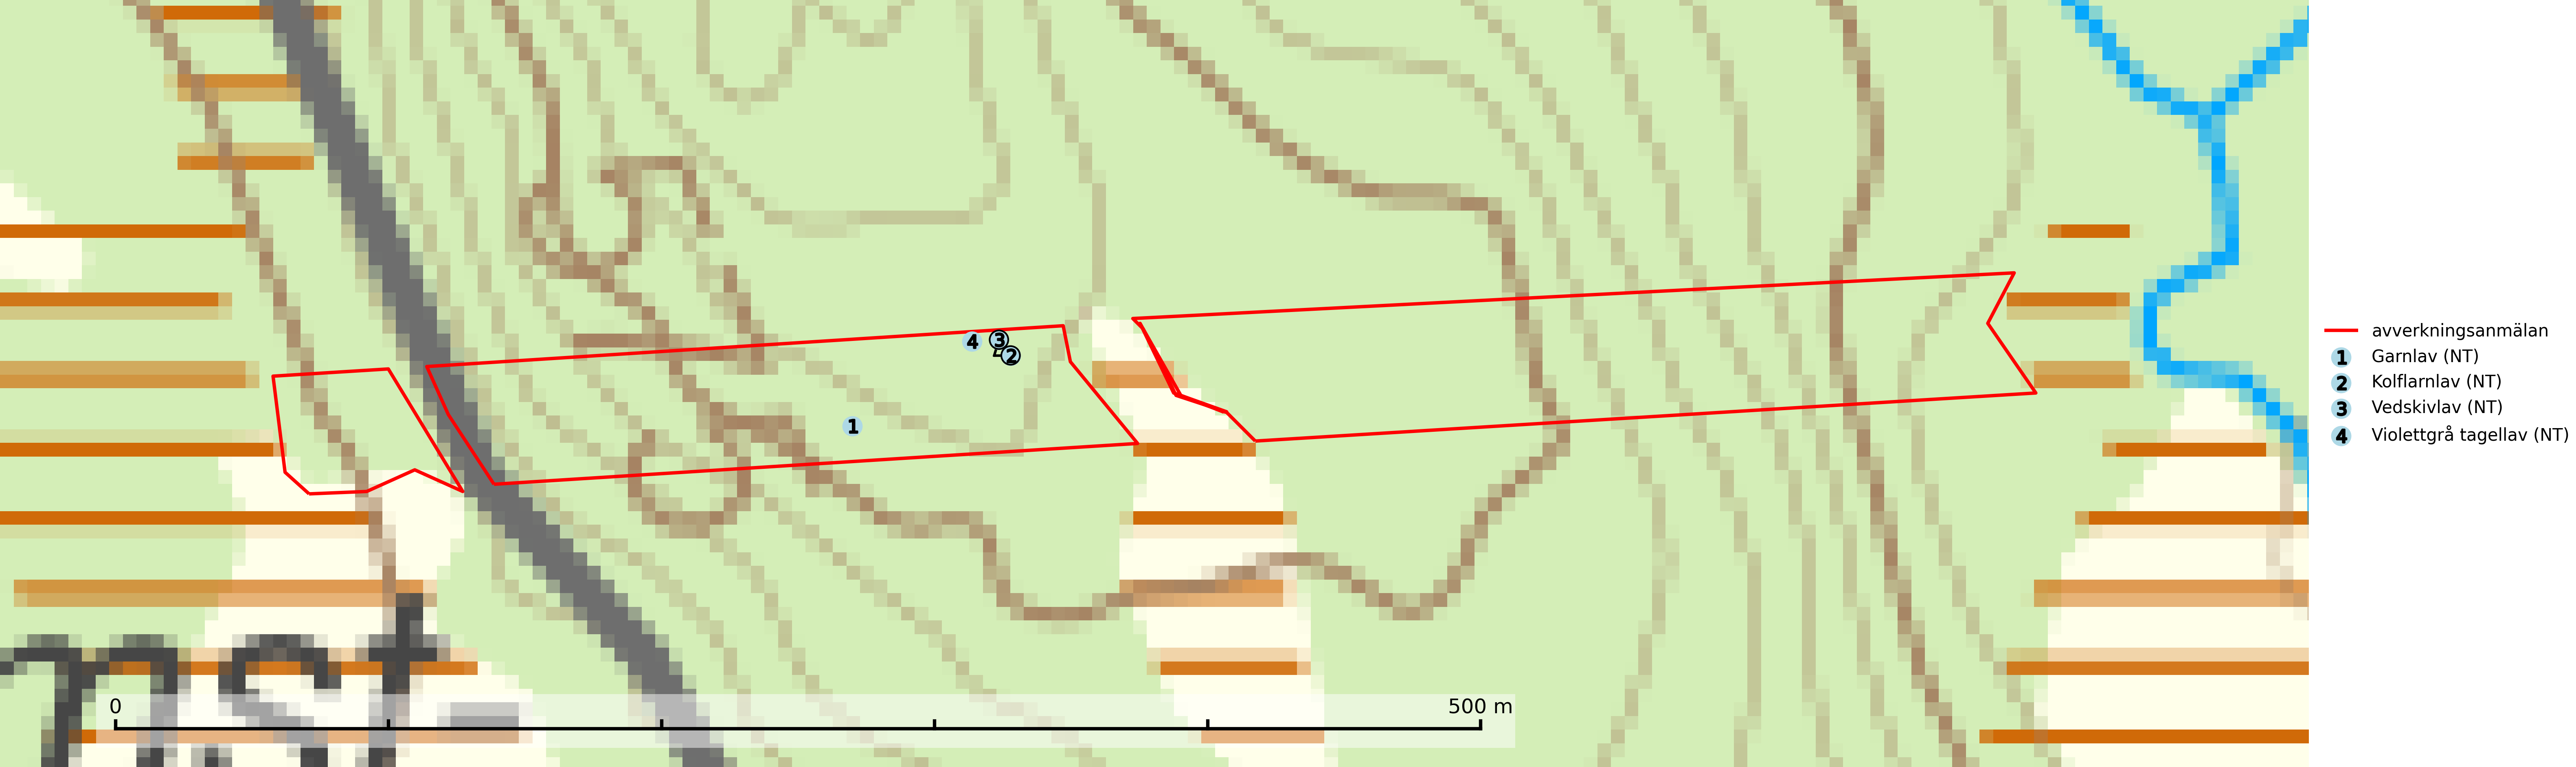 4 3
2
1
avverkningsanmälan
1 Garnlav (NT)
2 Kolflarnlav (NT)
3 Vedskivlav (NT)
4 Violettgrå tagellav (NT)
0 500 m